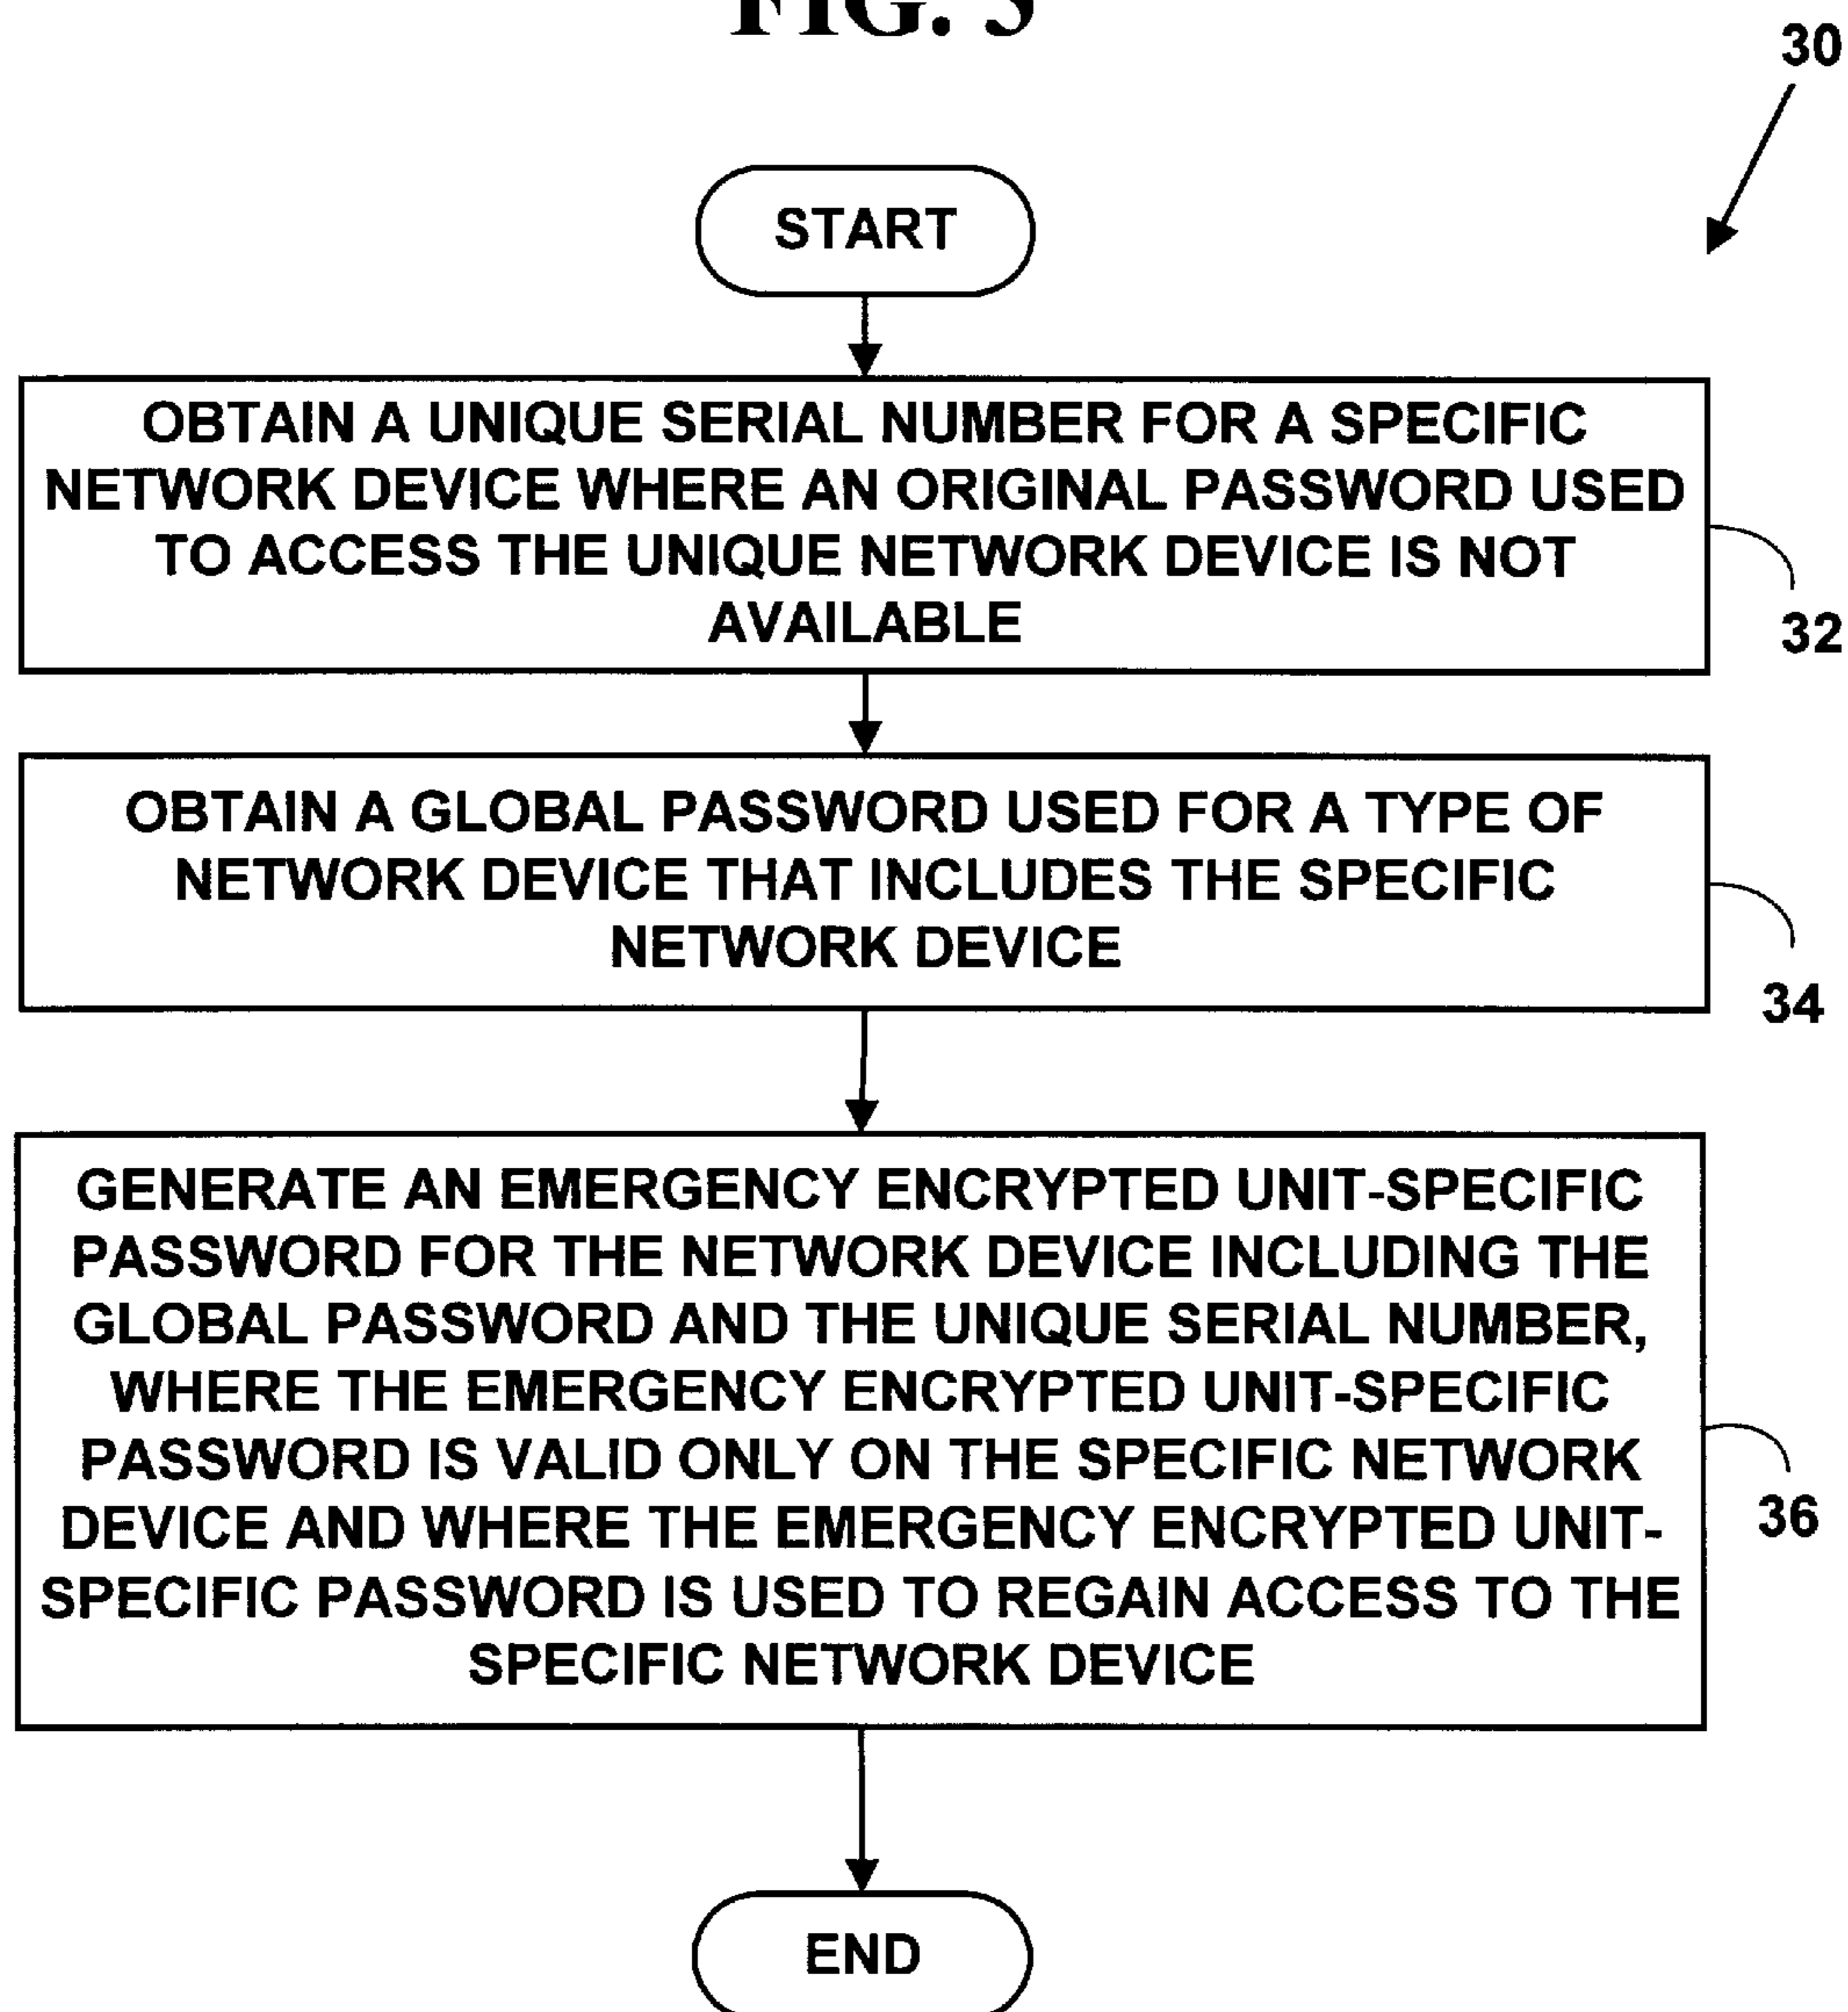 FIG. 3
30
START
OBTAIN A UNIQUE SERIAL NUMBER FOR A SPECIFIC
NETWORK DEVICE WHERE AN ORIGINAL PASSWORD USED
TO ACCESS THE UNIQUE NETWORK DEVICE IS NOT
AVAILABLE
32
OBTAIN A GLOBAL PASSWORD USED FOR A TYPE OF
NETWORK DEVICE THAT INCLUDES THE SPECIFIC
NETWORK DEVICE
34
GENERATE AN EMERGENCY ENCRYPTED UNIT-SPECIFIC
PASSWORD FOR THE NETWORK DEVICE INCLUDING THE
GLOBAL PASSWORD AND THE UNIQUE SERIAL NUMBER,
WHERE THE EMERGENCY ENCRYPTED UNIT-SPECIFIC
PASSWORD IS VALID ONLY ON THE SPECIFIC NETWORK
DEVICE AND WHERE THE EMERGENCY ENCRYPTED UNIT-
SPECIFIC PASSWORD IS USED TO REGAIN ACCESS TO THE
SPECIFIC NETWORK DEVICE
36
END